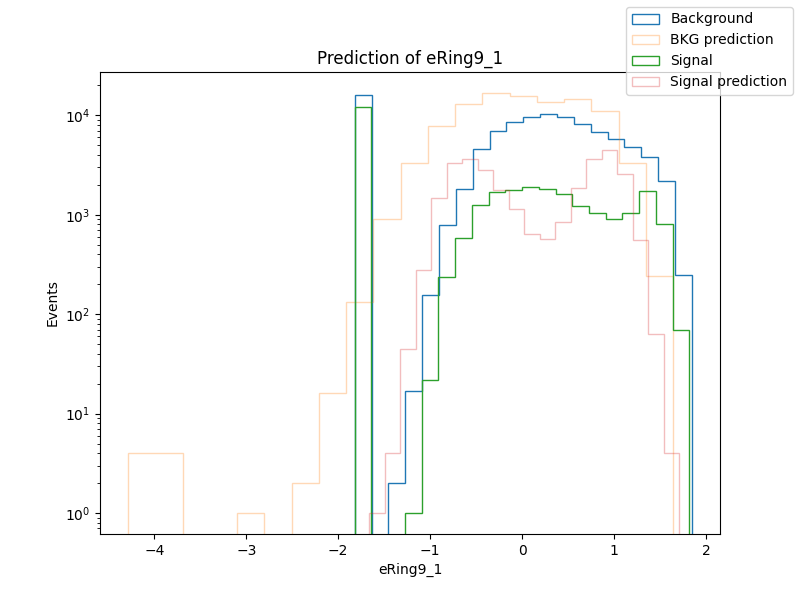 Prediction of eRing9_1
Background
BKG prediction
Signal
Signal prediction
Events
10⁴
10³
10²
10¹
10⁰
−4
−3
−2
−1
0
1
2
eRing9_1